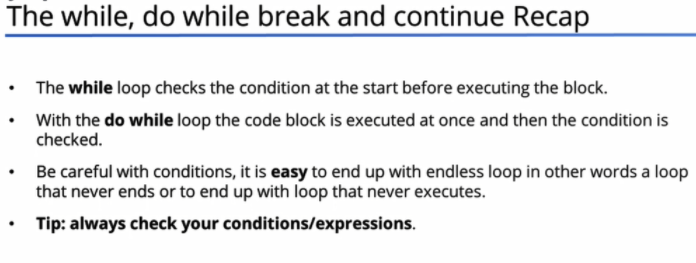 The while, do while break and continue Recap
• The while loop checks the condition at the start before executing the block.
• With the do while loop the code block is executed at once and then the condition is
checked.
• Be careful with conditions, it is easy to end up with endless loop in other words a loop
that never ends or to end up with loop that never executes.
• Tip: always check your conditions/expressions.